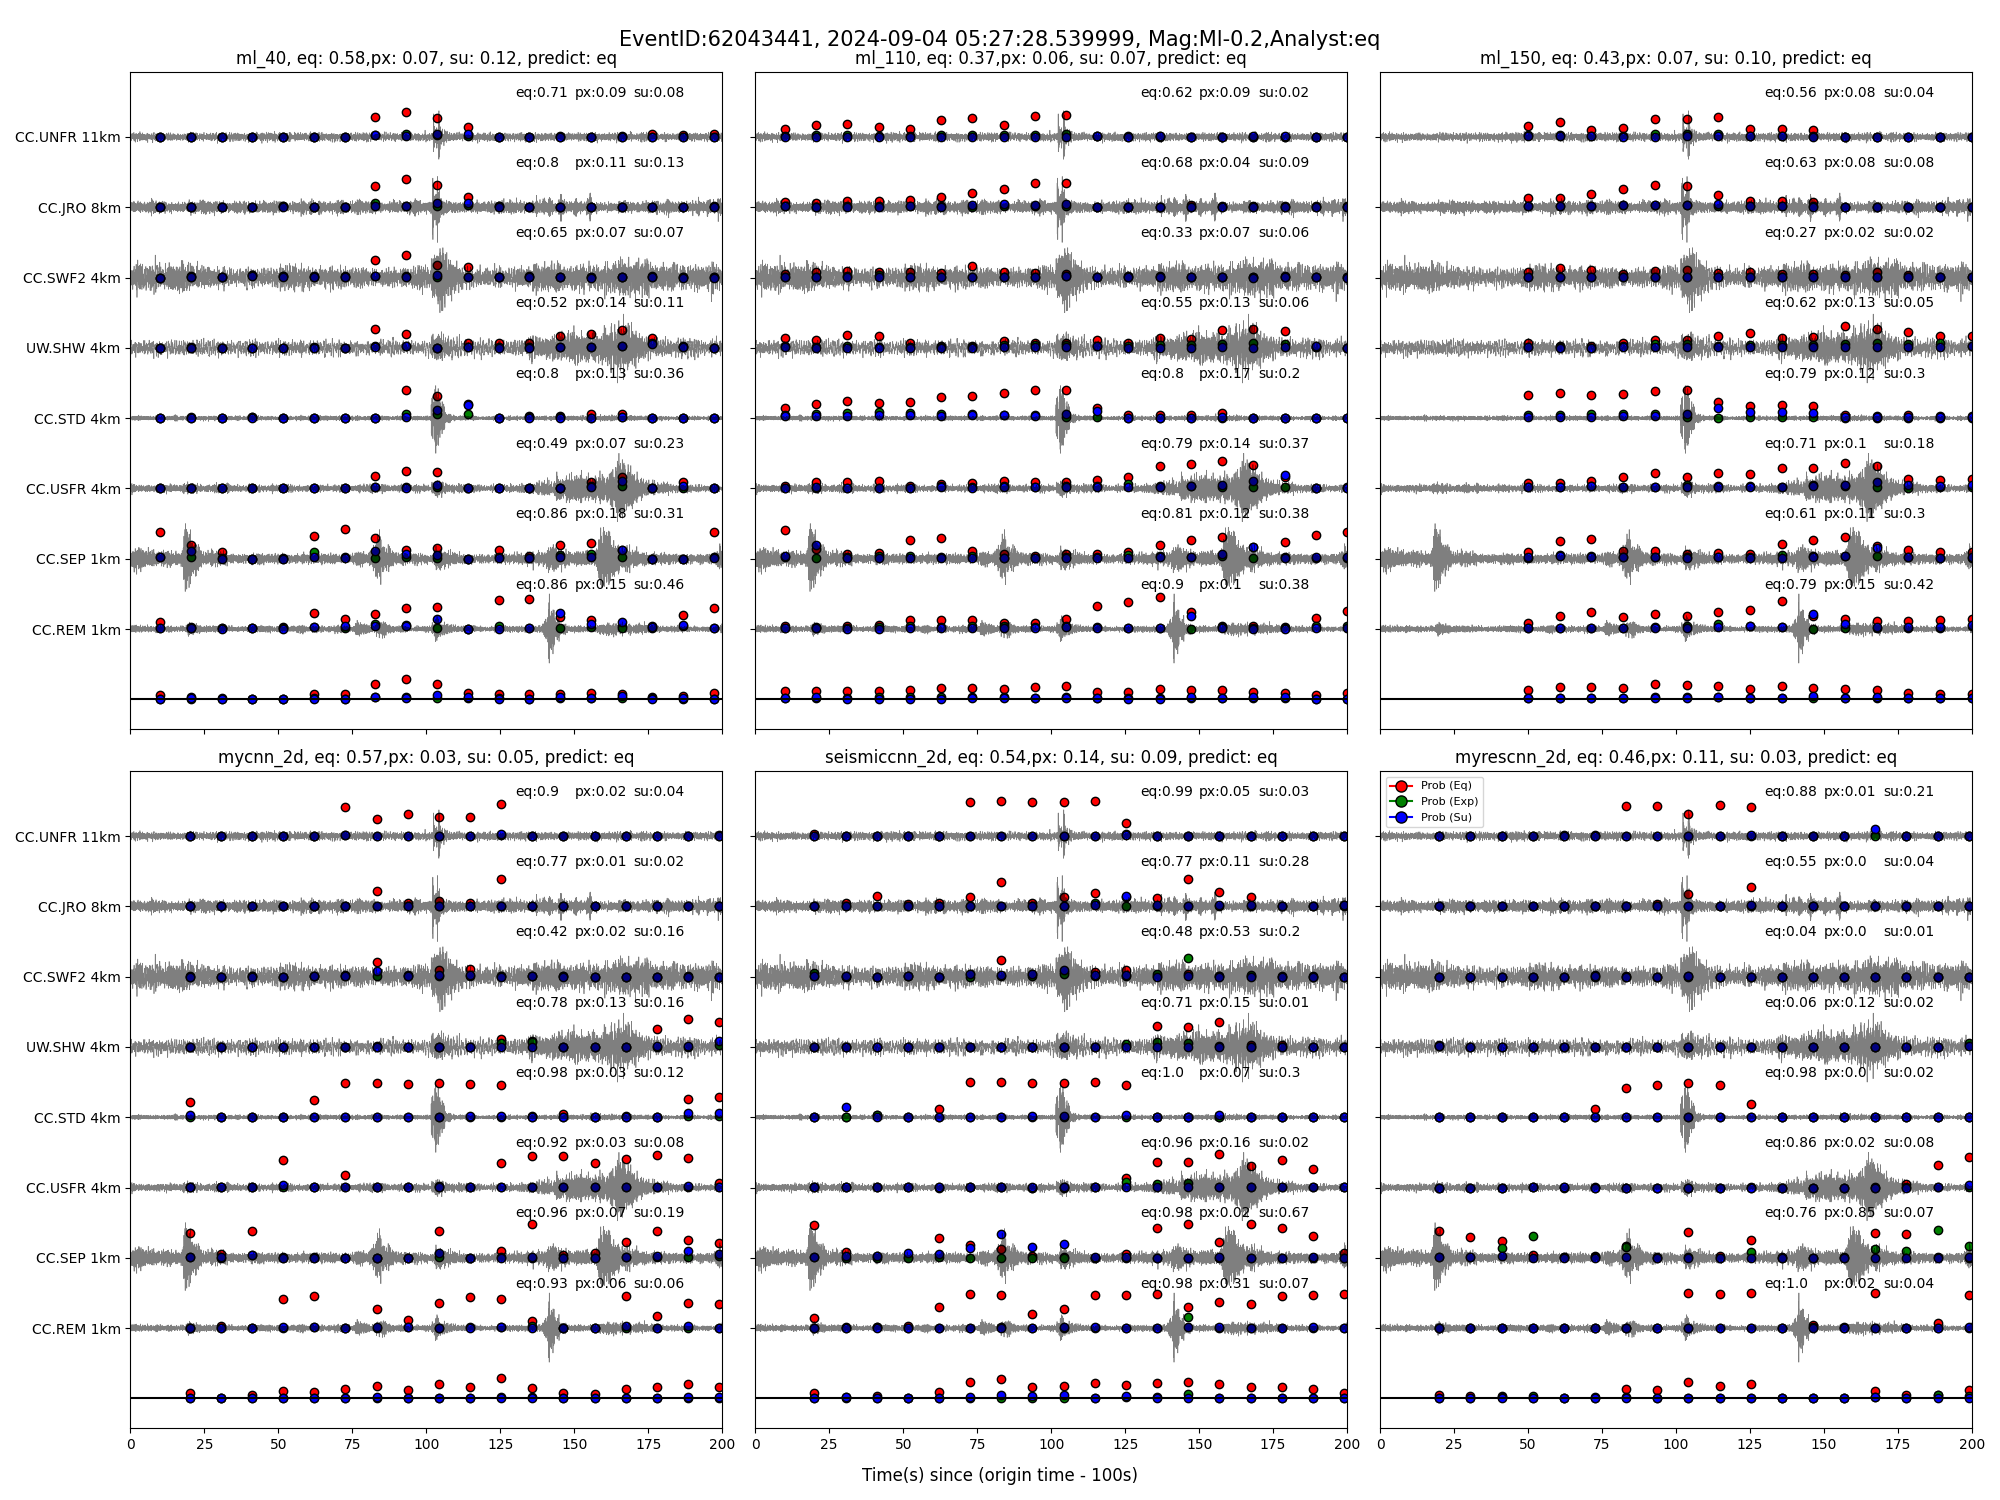 EventID:62043441, 2024-09-04 05:27:28.539999, Mag:Ml-0.2,Analyst:eq
ml_40, eq: 0.58,px: 0.07, su: 0.12, predict: eq
CC.UNFR 11km
eq:0.71 px:0.09 su:0.08
CC.JRO 8km
eq:0.8 px:0.11 su:0.13
CC.SWF2 4km
eq:0.65 px:0.07 su:0.07
UW.SHW 4km
eq:0.52 px:0.14 su:0.11
CC.STD 4km
eq:0.8 px:0.13 su:0.36
CC.USFR 4km
eq:0.49 px:0.07 su:0.23
CC.SEP 1km
eq:0.86 px:0.18 su:0.31
CC.REM 1km
eq:0.86 px:0.15 su:0.46
ml_110, eq: 0.37,px: 0.06, su: 0.07, predict: eq
eq:0.62 px:0.09 su:0.02
eq:0.68 px:0.04 su:0.09
eq:0.33 px:0.07 su:0.06
eq:0.55 px:0.13 su:0.06
eq:0.8 px:0.17 su:0.2
eq:0.79 px:0.14 su:0.37
eq:0.81 px:0.12 su:0.38
eq:0.9 px:0.1 su:0.38
ml_150, eq: 0.43,px: 0.07, su: 0.10, predict: eq
eq:0.56 px:0.08 su:0.04
eq:0.63 px:0.08 su:0.08
eq:0.27 px:0.02 su:0.02
eq:0.62 px:0.13 su:0.05
eq:0.79 px:0.12 su:0.3
eq:0.71 px:0.1 su:0.18
eq:0.61 px:0.11 su:0.3
eq:0.79 px:0.15 su:0.42
mycnn_2d, eq: 0.57,px: 0.03, su: 0.05, predict: eq
CC.UNFR 11km
eq:0.9 px:0.02 su:0.04
CC.JRO 8km
eq:0.77 px:0.01 su:0.02
CC.SWF2 4km
eq:0.42 px:0.02 su:0.16
UW.SHW 4km
eq:0.78 px:0.13 su:0.16
CC.STD 4km
eq:0.98 px:0.03 su:0.12
CC.USFR 4km
eq:0.92 px:0.03 su:0.08
CC.SEP 1km
eq:0.96 px:0.07 su:0.19
CC.REM 1km
eq:0.93 px:0.06 su:0.06
0 25 50 75 100 125 150 175 200
seismiccnn_2d, eq: 0.54,px: 0.14, su: 0.09, predict: eq
eq:0.99 px:0.05 su:0.03
eq:0.77 px:0.11 su:0.28
eq:0.48 px:0.53 su:0.2
eq:0.71 px:0.15 su:0.01
eq:1.0 px:0.07 su:0.3
eq:0.96 px:0.16 su:0.02
eq:0.98 px:0.02 su:0.67
eq:0.98 px:0.31 su:0.07
0 25 50 75 100 125 150 175 200
myrescnn_2d, eq: 0.46,px: 0.11, su: 0.03, predict: eq
Prob (Eq)
Prob (Exp)
Prob (Su)
eq:0.88 px:0.01 su:0.21
eq:0.55 px:0.0 su:0.04
eq:0.04 px:0.0 su:0.01
eq:0.06 px:0.12 su:0.02
eq:0.98 px:0.0 su:0.02
eq:0.86 px:0.02 su:0.08
eq:0.76 px:0.85 su:0.07
eq:1.0 px:0.02 su:0.04
0 25 50 75 100 125 150 175 200
Time(s) since (origin time - 100s)